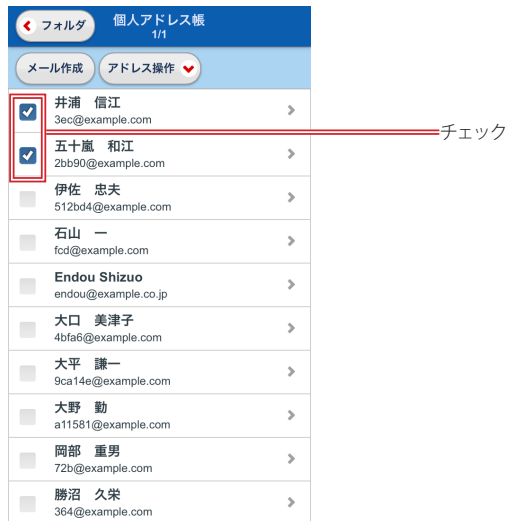 フォルダ
個人アドレス帳
1/1
メール作成
アドレス操作
井浦　信江
3ec@example.com
チェック
五十嵐　和江
2bb90@example.com
伊佐　忠夫
512bd4@example.com
石山　一
fcd@example.com
Endou Shizuo
endou@example.co.jp
大口　美津子
4bfa6@example.com
大平　謙一
9ca14e@example.com
大野　勤
a11581@example.com
岡部　重男
72b@example.com
勝沼　久栄
364@example.com